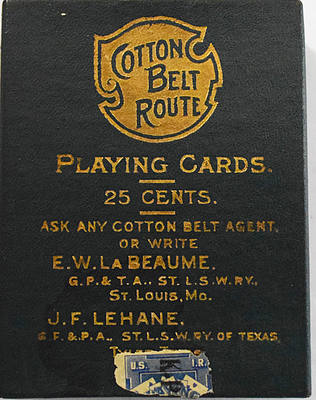 COTTON
BELT
ROUTE
PLAYING CARDS.
25 CENTS.
ASK ANY COTTON BELT AGENT,
OR WRITE
E.W. LA BEAUME,
G.P. & T.A., ST. L.S.W.RY.,
ST. LOUIS, MO.
J.F. LEHANE,
G.F. & P.A., ST. L.S.W.RY. OF TEXAS,
U.S. I.R.